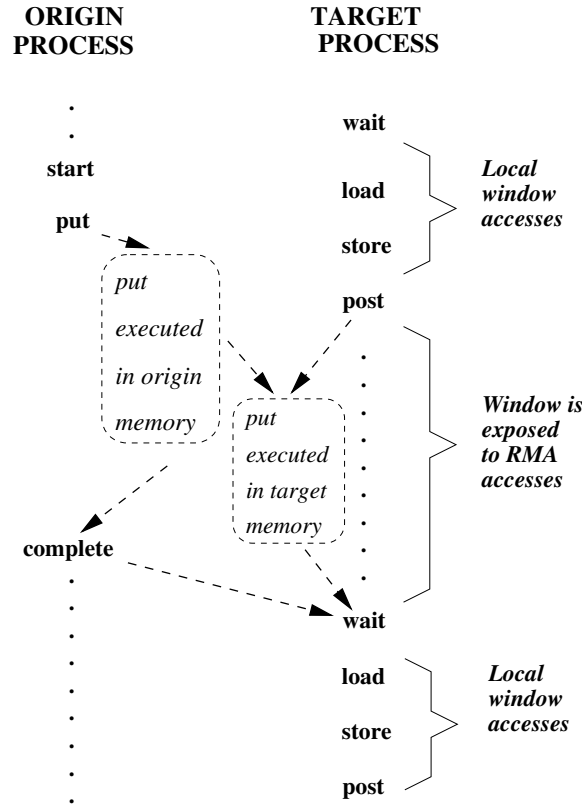 ORIGIN
PROCESS
TARGET
PROCESS
wait
start
load
Local
window
accesses
put
store
put
executed
in origin
memory
post
put
executed
in target
memory
Window is
exposed
to RMA
accesses
complete
wait
load
store
post
Local
window
accesses